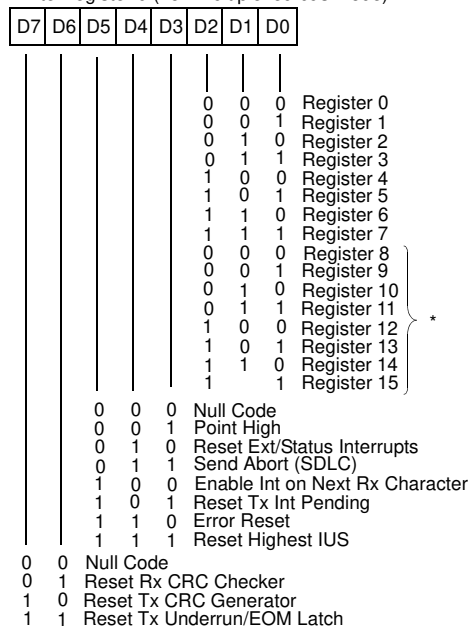 D7 D6 D5 D4 D3 D2 D1 D0
0 0 0 Register 0
0 0 1 Register 1
0 1 0 Register 2
0 1 1 Register 3
1 0 0 Register 4
1 0 1 Register 5
1 1 0 Register 6
1 1 1 Register 7
0 0 0 Register 8
0 0 1 Register 9
0 1 0 Register 10
0 1 1 Register 11
1 0 0 Register 12
1 0 1 Register 13
1 1 0 Register 14
1 1 Register 15
*
0 0 0 Null Code
0 0 1 Point High
0 1 0 Reset Ext/Status Interrupts
0 1 1 Send Abort (SDLC)
1 0 0 Enable Int on Next Rx Character
1 0 1 Reset Tx Int Pending
1 1 0 Error Reset
1 1 1 Reset Highest IUS
0 0 Null Code
0 1 Reset Rx CRC Checker
1 0 Reset Tx CRC Generator
1 1 Reset Tx Underrun/EOM Latch